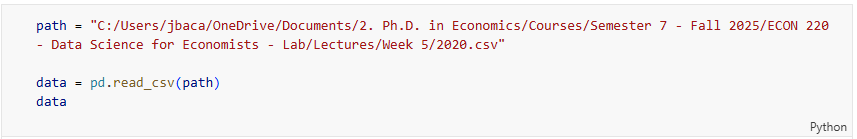 path = "C:/Users/jbaca/OneDrive/Documents/2. Ph.D. in Economics/Courses/Semester 7 - Fall 2025/ECON 220
- Data Science for Economists - Lab/Lectures/Week 5/2020.csv"
data = pd.read_csv(path)
data
Python